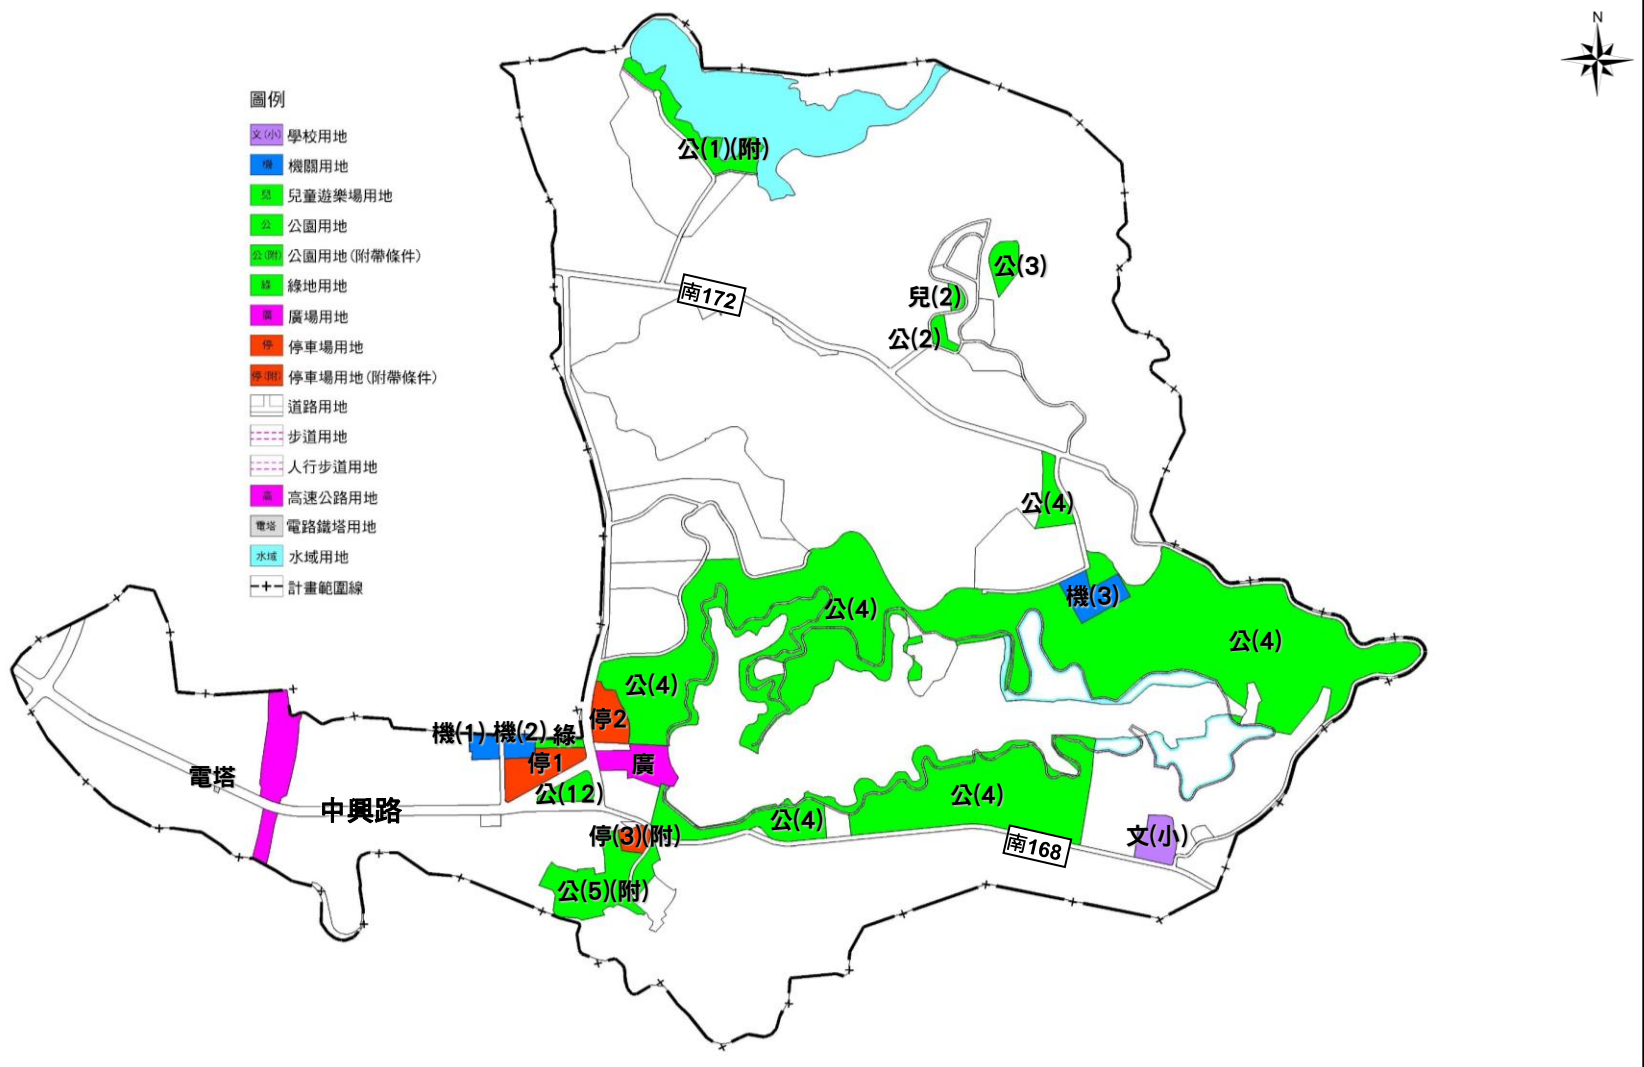 N
圖例
文(小) 學校用地
機 機關用地
兒 兒童遊樂場用地
公 公園用地
公(附) 公園用地(附帶條件)
綠 綠地用地
廣 廣場用地
停 停車場用地
停(附) 停車場用地(附帶條件)
道路用地
步道用地
人行步道用地
高 高速公路用地
電塔 電路鐵塔用地
水域 水域用地
計畫範圍線
公(1)(附)
公(3)
南172
兒(2)
公(2)
公(4)
機(3)
公(4)
公(4)
公(4)
停2
機(1)
機(2)
綠
停1
廣
電塔
公(12)
公(4)
中興路
公(4)
停(3)(附)
文(小)
南168
公(5)(附)